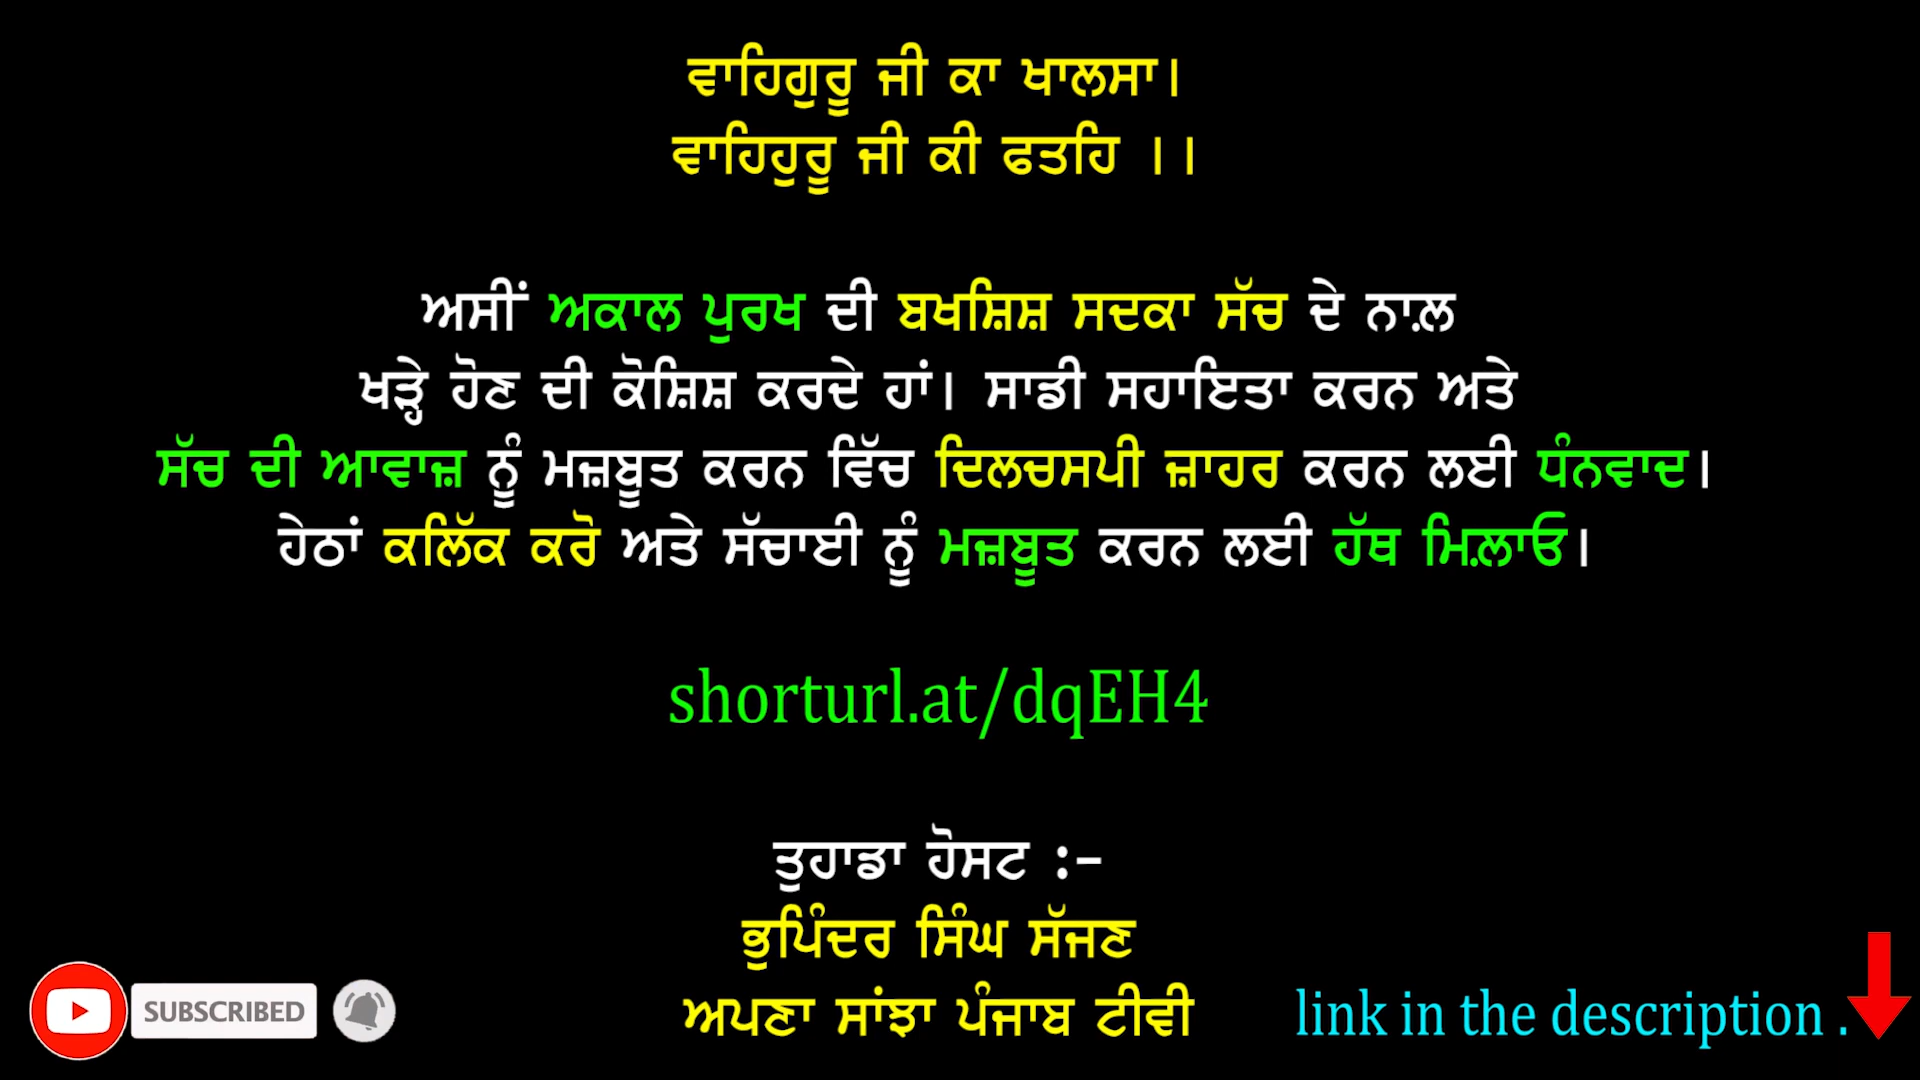 ਵਾਹਿਗੁਰੂ ਜੀ ਕਾ ਖਾਲਸਾ।
ਵਾਹਿਹੁਰੂ ਜੀ ਕੀ ਫਤਹਿ ।।
ਅਸੀਂ ਅਕਾਲ ਪੁਰਖ ਦੀ ਬਖਸ਼ਿਸ਼ ਸਦਕਾ ਸੱਚ ਦੇ ਨਾਲ਼
ਖੜ੍ਹੇ ਹੋਣ ਦੀ ਕੋਸ਼ਿਸ਼ ਕਰਦੇ ਹਾਂ। ਸਾਡੀ ਸਹਾਇਤਾ ਕਰਨ ਅਤੇ
ਸੱਚ ਦੀ ਆਵਾਜ਼ ਨੂੰ ਮਜ਼ਬੂਤ ਕਰਨ ਵਿੱਚ ਦਿਲਚਸਪੀ ਜ਼ਾਹਰ ਕਰਨ ਲਈ ਧੰਨਵਾਦ।
ਹੇਠਾਂ ਕਲਿੱਕ ਕਰੋ ਅਤੇ ਸੱਚਾਈ ਨੂੰ ਮਜ਼ਬੂਤ ਕਰਨ ਲਈ ਹੱਥ ਮਿਲ਼ਾਓ।
shorturl.at/dqEH4
ਤੁਹਾਡਾ ਹੋਸਟ :-
ਭੁਪਿੰਦਰ ਸਿੰਘ ਸੱਜਣ
ਅਪਣਾ ਸਾਂਝਾ ਪੰਜਾਬ ਟੀਵੀ
SUBSCRIBED
link in the description .